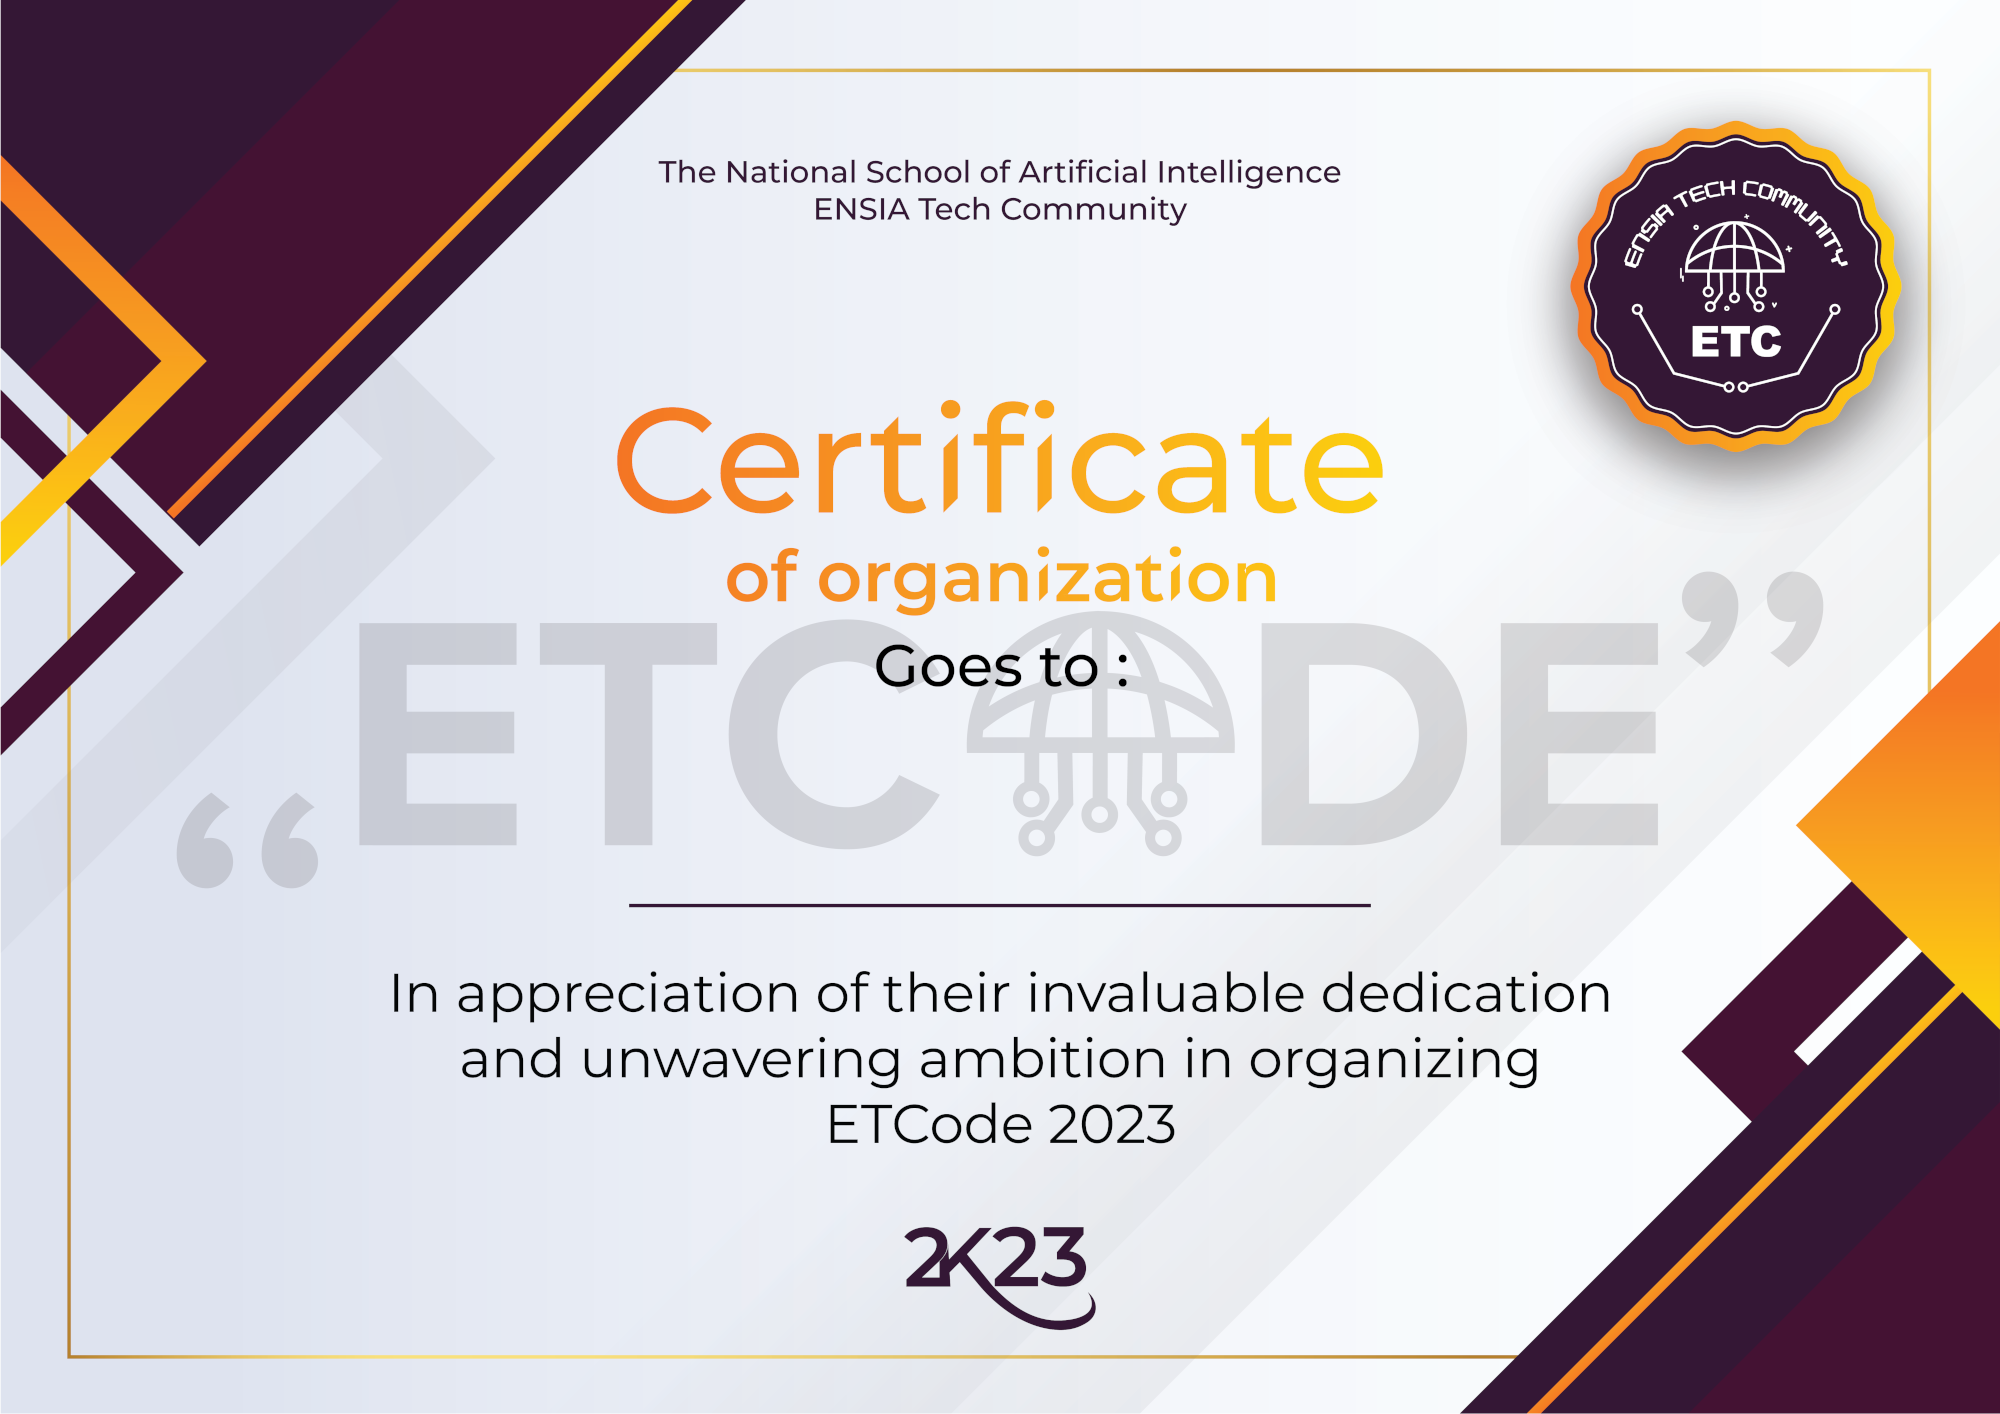 The National School of Artificial Intelligence
ENSIA Tech Community
ENSIA TECH COMMUNITY
ETC
Certificate
of organization
Goes to :
“ETCODE”
In appreciation of their invaluable dedication
and unwavering ambition in organizing
ETCode 2023
2K23